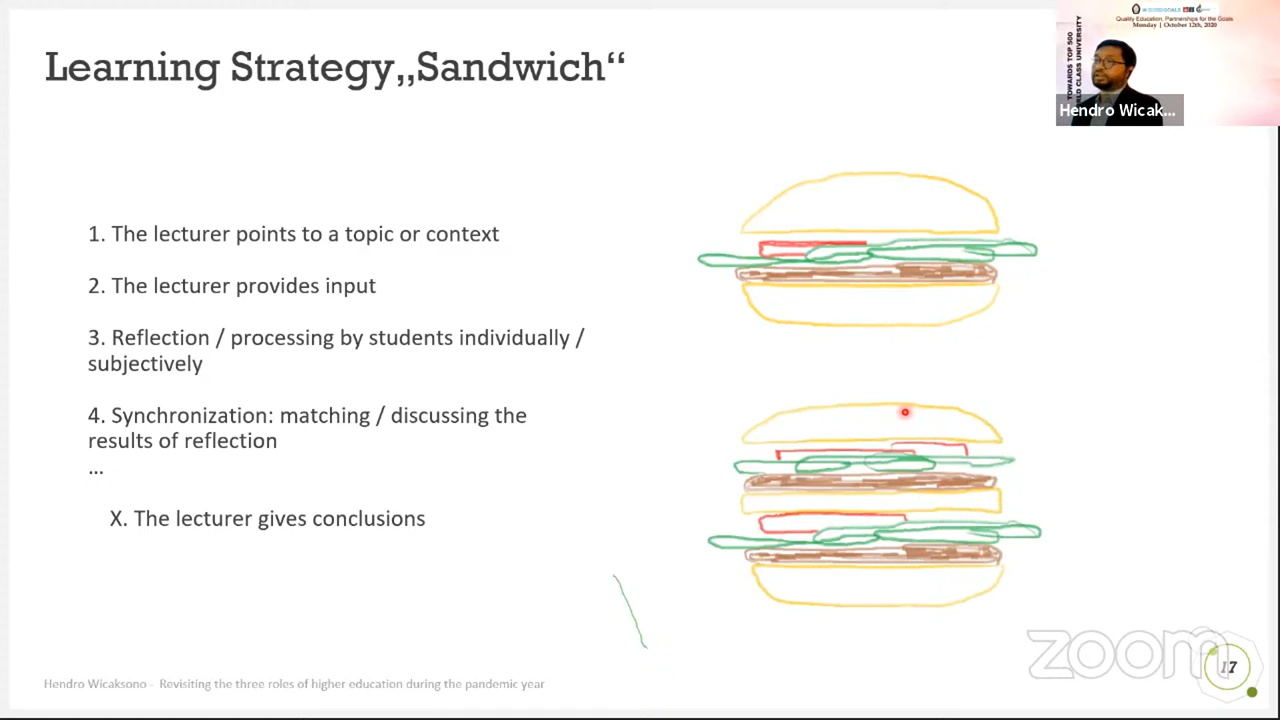 Learning Strategy„Sandwich“
Quality Education, Partnerships for the Goals
Monday | October 12th, 2020
TOWARDS TOP 500
CLASS UNIVERSITY
Hendro Wicak...
1. The lecturer points to a topic or context
2. The lecturer provides input
3. Reflection / processing by students individually /
subjectively
4. Synchronization: matching / discussing the
results of reflection
...
X. The lecturer gives conclusions
zoom
Hendro Wicaksono - Revisiting the three roles of higher education during the pandemic year
17